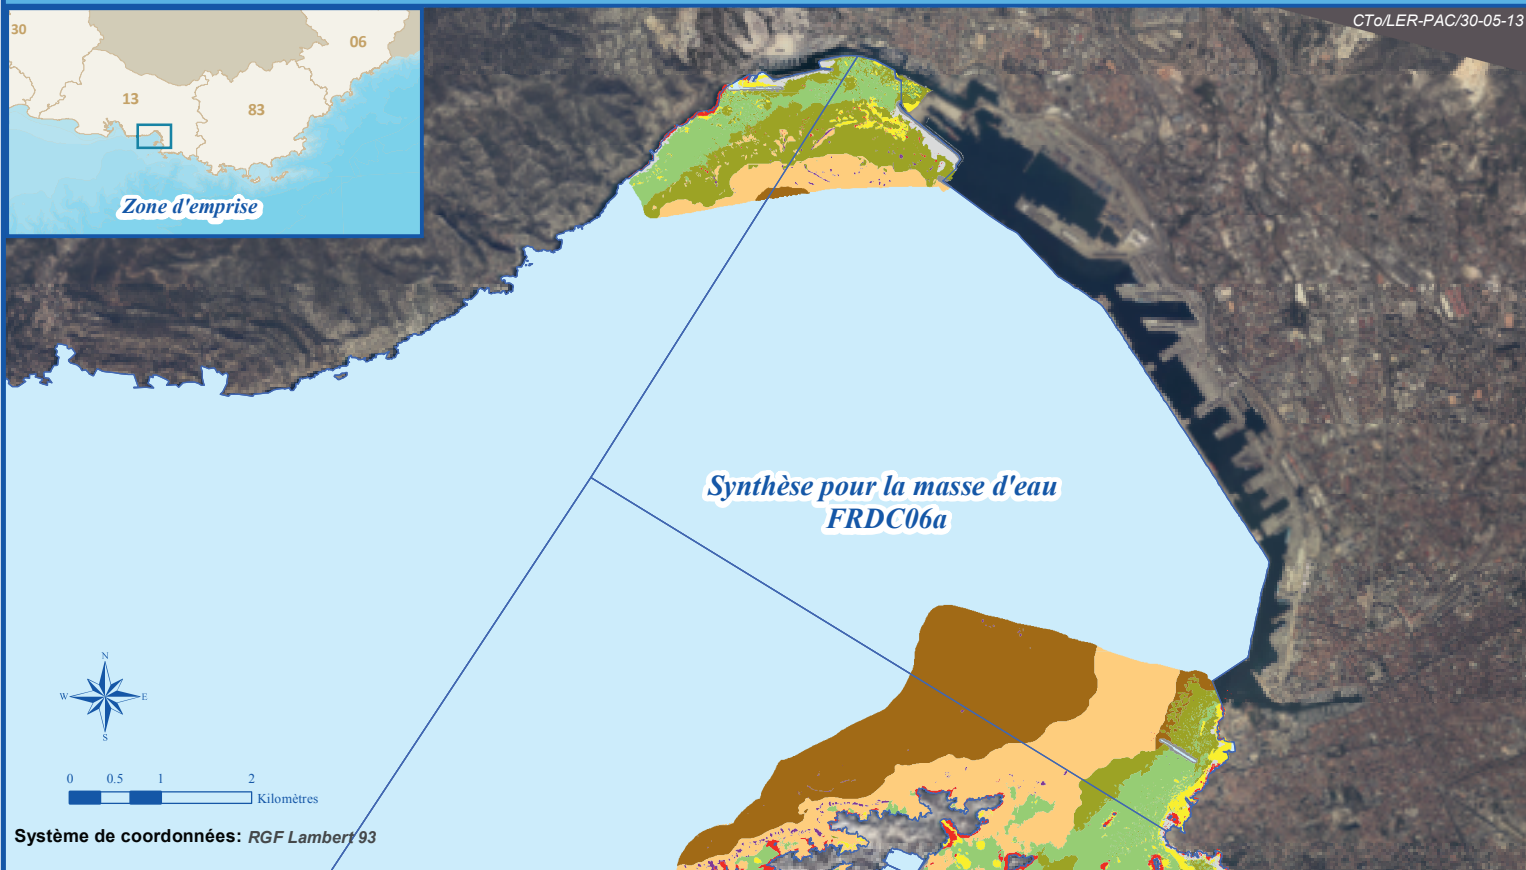 CTo/LER-PAC/30-05-13
30
06
13
83
Zone d'emprise
Synthèse pour la masse d'eau
FRDC06a
N
W E
S
0 0.5 1 2
Kilomètres
Système de coordonnées: RGF Lambert 93